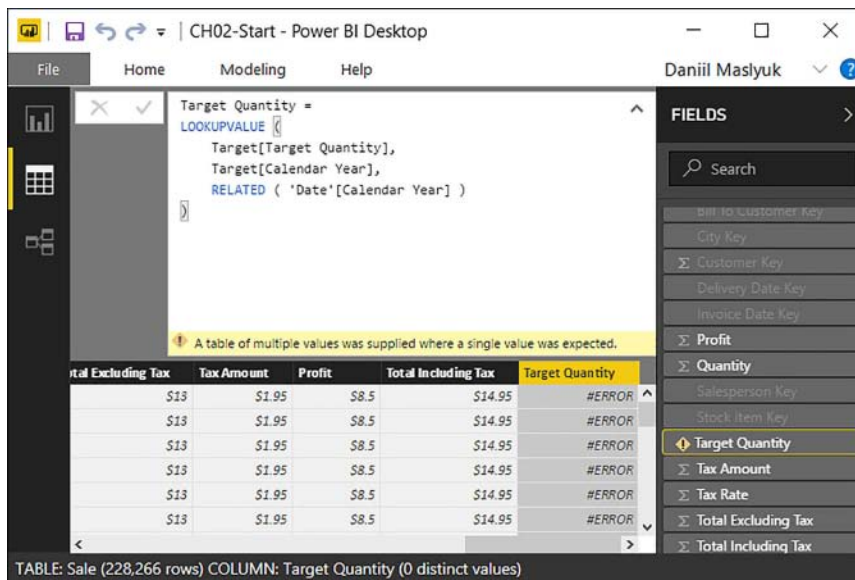 CH02-Start - Power BI Desktop
File Home Modeling Help Daniil Maslyuk
Target Quantity =
LOOKUPVALUE (
Target[Target Quantity],
Target[Calendar Year],
RELATED ( 'Date'[Calendar Year] )
)
A table of multiple values was supplied where a single value was expected.
tal Excluding Tax Tax Amount Profit Total Including Tax Target Quantity
$13 $1.95 $8.5 $14.95 #ERROR
$13 $1.95 $8.5 $14.95 #ERROR
$13 $1.95 $8.5 $14.95 #ERROR
$13 $1.95 $8.5 $14.95 #ERROR
$13 $1.95 $8.5 $14.95 #ERROR
$13 $1.95 $8.5 $14.95 #ERROR
FIELDS
Search
Bill To Customer Key
City Key
Customer Key
Delivery Date Key
Invoice Date Key
Profit
Quantity
Salesperson Key
Stock Item Key
Target Quantity
Tax Amount
Tax Rate
Total Excluding Tax
Total Including Tax
TABLE: Sale (228,266 rows) COLUMN: Target Quantity (0 distinct values)